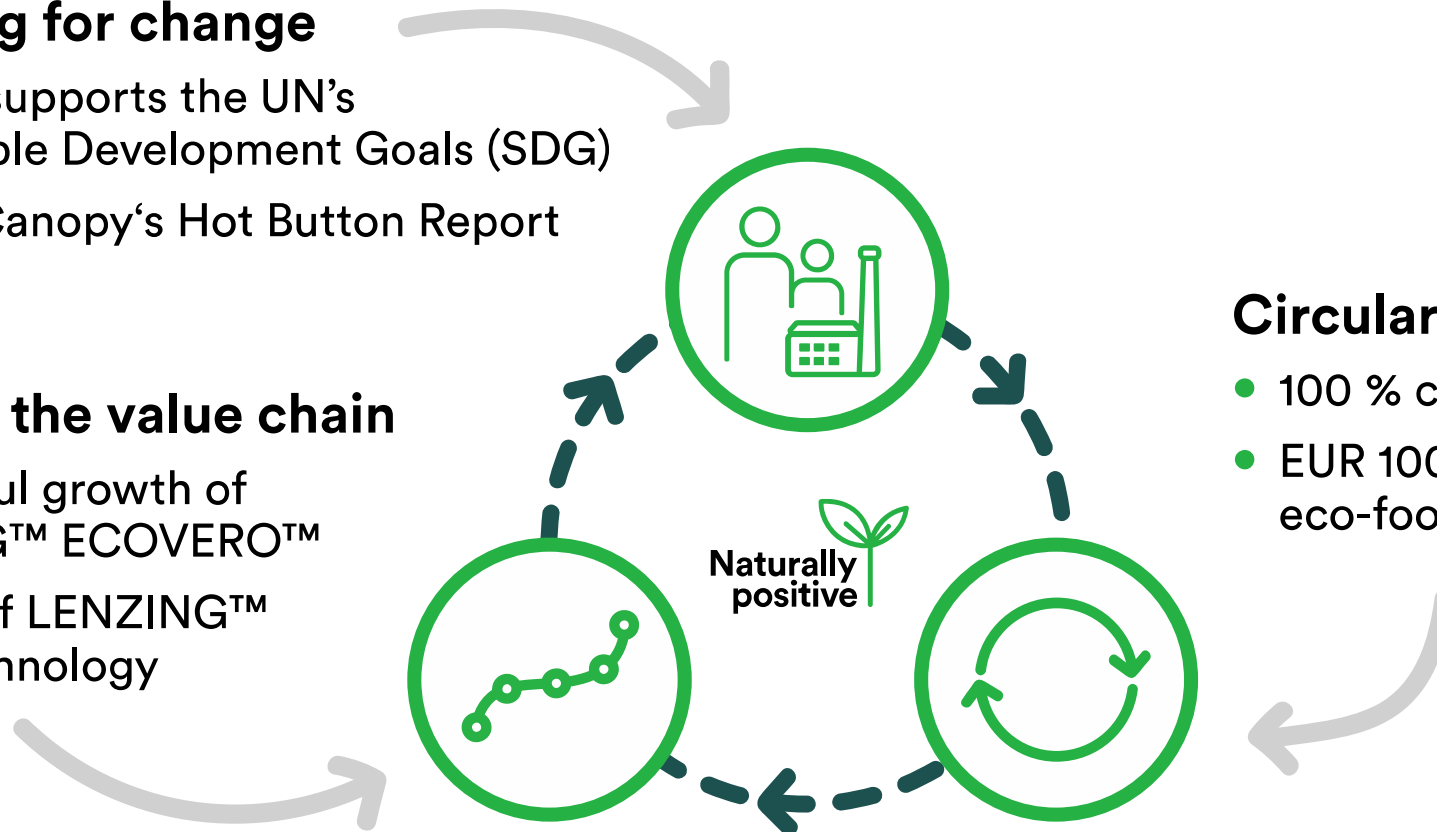 g for change
supports the UN's
ble Development Goals (SDG)
Canopy‘s Hot Button Report
the value chain
ul growth of
G™ ECOVERO™
f LENZING™
hnology
Naturally
positive
Circular
• 100 % c
• EUR 100
eco-foo